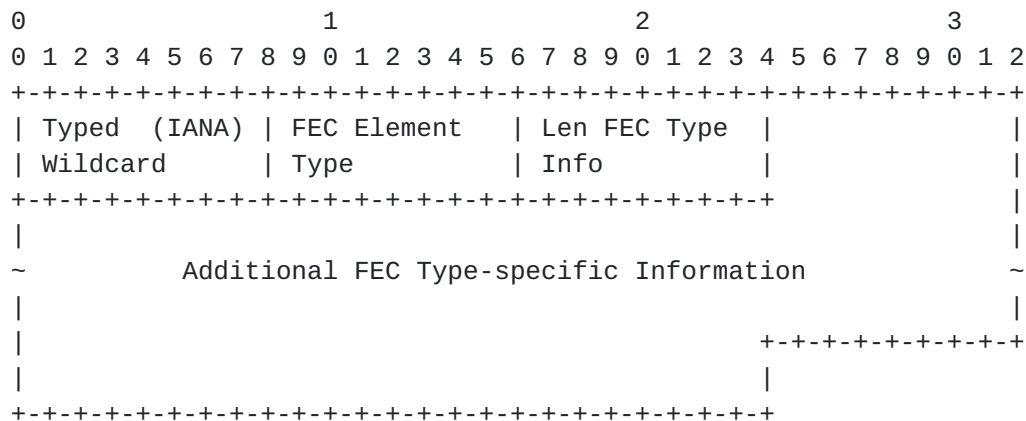 0                   1                   2                   3
0 1 2 3 4 5 6 7 8 9 0 1 2 3 4 5 6 7 8 9 0 1 2 3 4 5 6 7 8 9 0 1 2
+-+-+-+-+-+-+-+-+-+-+-+-+-+-+-+-+-+-+-+-+-+-+-+-+-+-+-+-+-+-+-+-+
| Typed  (IANA) | FEC Element   | Len FEC Type  |               |
| Wildcard      | Type          | Info          |               |
+-+-+-+-+-+-+-+-+-+-+-+-+-+-+-+-+-+-+-+-+-+-+-+-+               |
|                                                               |
~          Additional FEC Type-specific Information             ~
|                                                               |
|                                               +-+-+-+-+-+-+-+-+
|                                               |
+-+-+-+-+-+-+-+-+-+-+-+-+-+-+-+-+-+-+-+-+-+-+-+-+